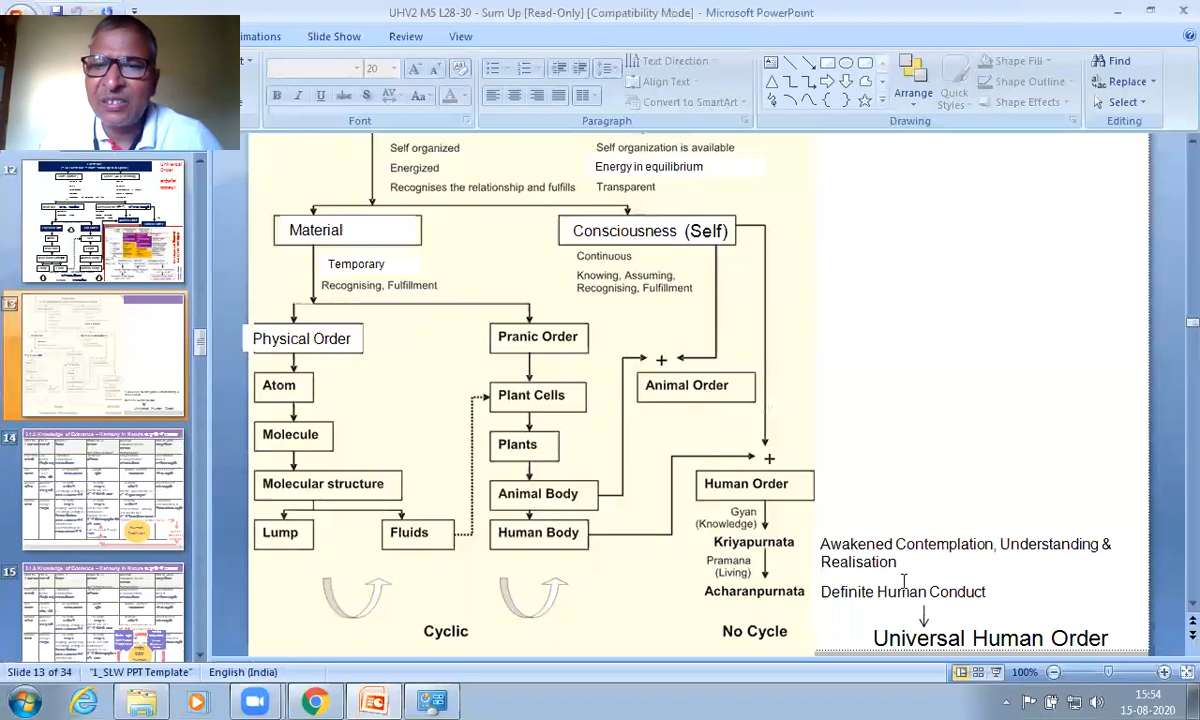 UHV2 M5 L28-30 - Sum Up [Read-Only] [Compatibility Mode] - Microsoft PowerPoint
Slide Show
Review
View
20
Font
Text Direction
Align Text
Convert to SmartArt
Paragraph
Arrange
Quick
Styles
Shape Fill
Shape Outline
Shape Effects
Drawing
Find
Replace
Select
Editing
12
13
14
15
Self organized
Energized
Recognises the relationship and fulfills
Self organization is available
Energy in equilibrium
Transparent
Material
Consciousness (Self)
Temporary
Recognising, Fulfillment
Continuous
Knowing, Assuming,
Recognising, Fulfillment
Physical Order
Pranic Order
Atom
Plant Cells
+
Animal Order
Molecule
Plants
Molecular structure
Animal Body
+
Human Order
Lump
Fluids
Human Body
Gyan
(Knowledge)
Kriyapurnata
Pramana
(Living)
Acharanpurnata
Awakened Contemplation, Understanding &
Realisation
Definite Human Conduct
Universal Human Order
Cyclic
No Cycle
Slide 13 of 34
"1_SLW PPT Template"
English (India)
100%
15:54
15-08-2020